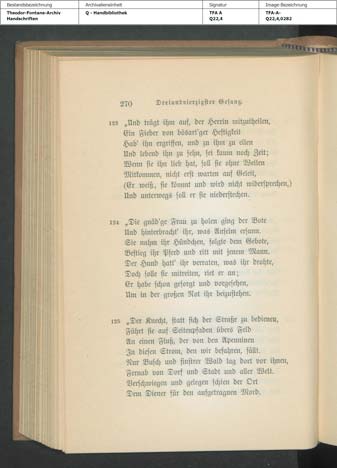 Bestandsbezeichnung
Archivalieneinheit
Signatur
Image-Bezeichnung
Theodor-Fontane-Archiv
Handschriften
Q - Handbibliothek
TFA A
Q22,4
TFA-A-
Q22,4,0282
270 Dreiundvierzigster Gesang.
123 „Und trägt ihm auf, der Herrin mitzutheilen,
Ein Fieber von bösart'ger Heftigkeit
Hab' ihn ergriffen, und zu ihm zu eilen
Und lebend ihn zu sehn, sei kaum noch Zeit;
Wenn sie ihn lieb hat, soll sie ohne Weilen
Mitkommen, nicht erst warten auf Geleit,
(Er weiß, sie kommt und wird nicht widersprechen,)
Und unterwegs soll er sie niederstechen.
124 „Die gnäd'ge Frau zu holen ging der Bote
Und hinterbracht' ihr, was Anselm ersann.
Sie nahm ihr Hündchen, folgte dem Gebote,
Bestieg ihr Pferd und ritt mit jenem Mann.
Der Hund hatt' ihr verraten, was ihr drohte,
Doch solle sie mitreiten, riet er an;
Er habe schon gesorgt und vorgesehen,
Um in der großen Not ihr beizustehen.
125 „Der Knecht, statt sich der Straße zu bedienen,
Führt sie auf Seitenpfaden übers Feld
An einen Fluß, der von den Apenninen
In diesen Strom, den wir befahren, fällt.
Nur Busch und finstrer Wald lag dort vor ihnen,
Fernab von Dorf und Stadt und aller Welt.
Verschwiegen und gelegen schien der Ort
Dem Diener für den aufgetragnen Mord.